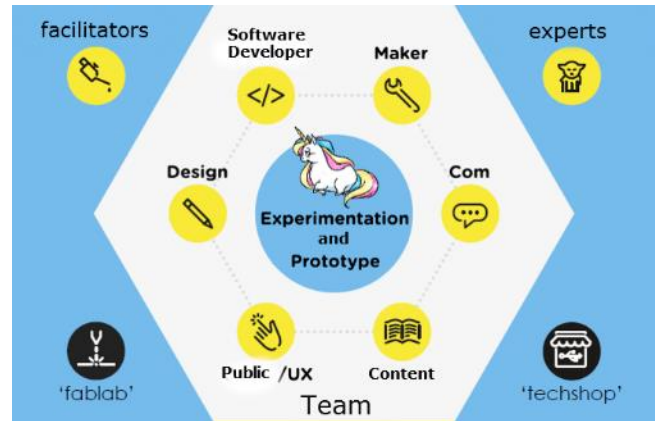 facilitators
experts
Software
Developer
Maker
</>
Design
Com
Experimentation
and
Prototype
Public /UX
Content
'fablab'
'techshop'
Team